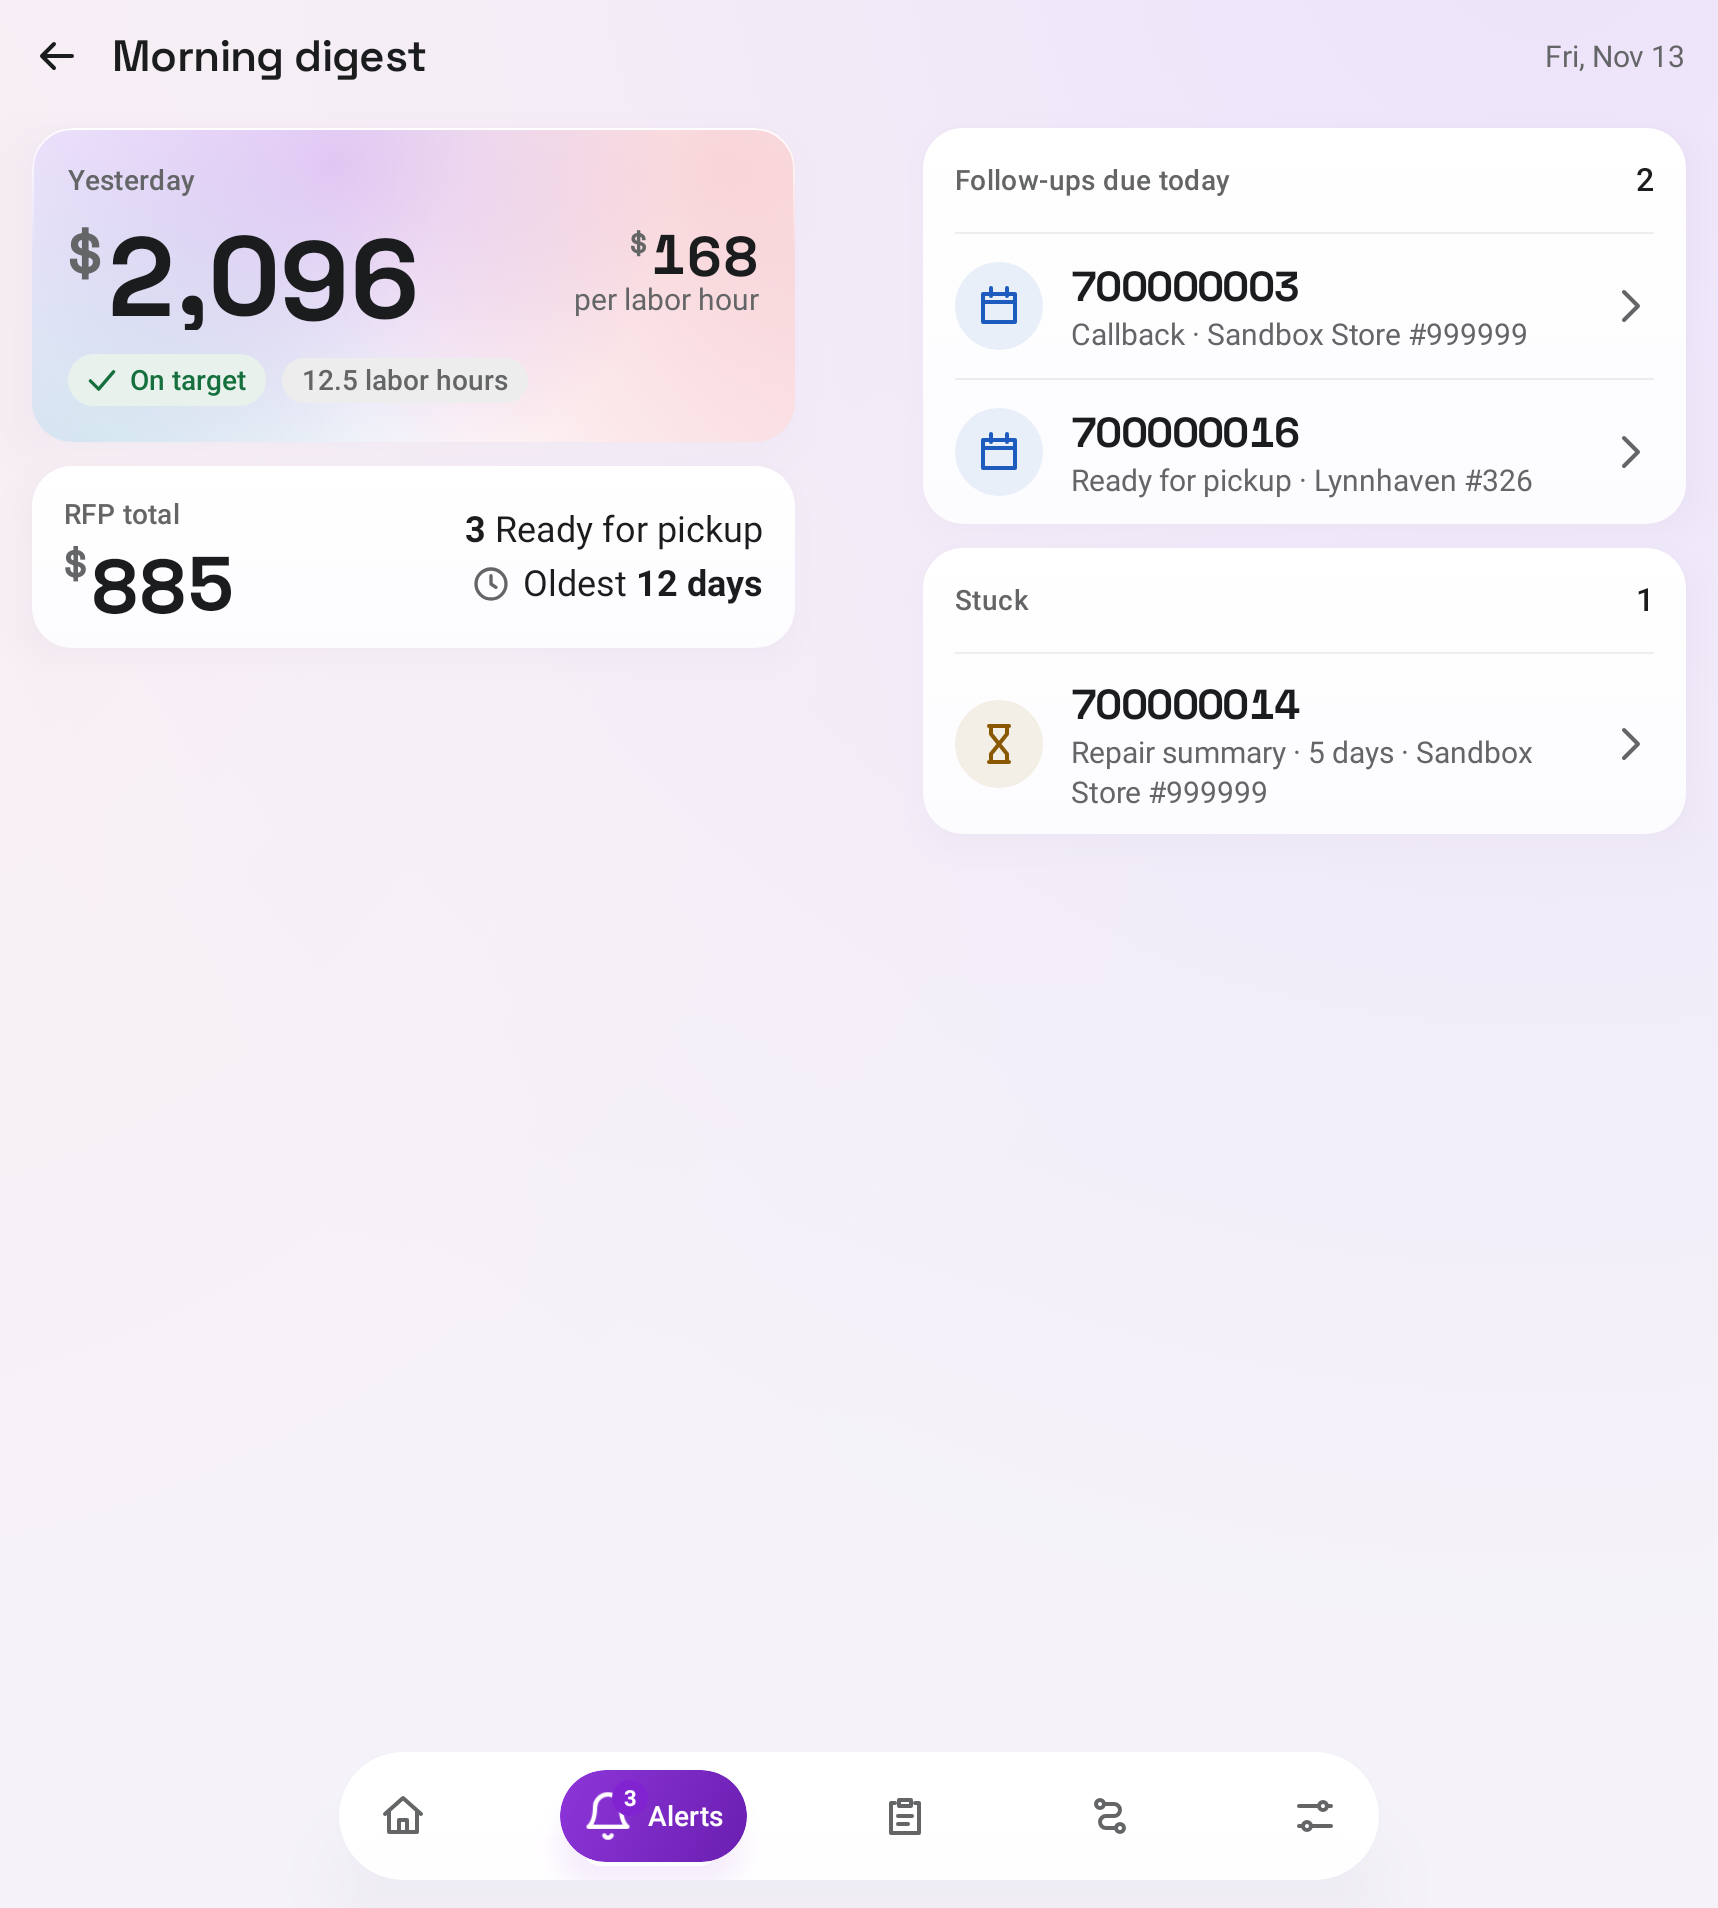 Morning digest
Fri, Nov 13
Yesterday
$2,096
$168
per labor hour
On target
12.5 labor hours
RFP total
$885
3 Ready for pickup
Oldest 12 days
Follow-ups due today
2
700000003
Callback · Sandbox Store #999999
700000016
Ready for pickup · Lynnhaven #326
Stuck
1
700000014
Repair summary · 5 days · Sandbox
Store #999999
3
Alerts